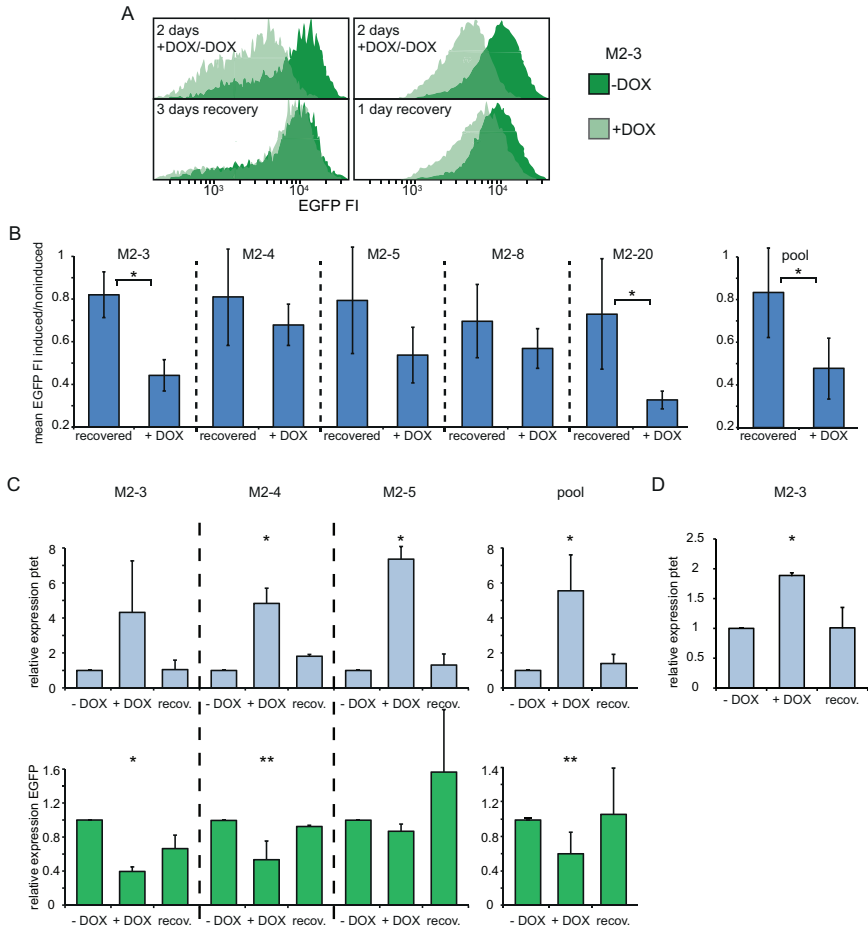 A
2 days
+DOX/-DOX
2 days
+DOX/-DOX
3 days recovery
1 day recovery
10³ 10⁴ 10³ 10⁴
EGFP FI
M2-3
-DOX
+DOX
B
mean EGFP FI induced/noninduced
M2-3 M2-4 M2-5 M2-8 M2-20 pool
1
0.8
0.6
0.4
0.2
* * *
1
0.8
0.6
0.4
0.2
recovered + DOX recovered + DOX recovered + DOX recovered + DOX recovered + DOX recovered + DOX
C
M2-3 M2-4 M2-5 pool
relative expression ptet
8
6
4
2
0
* * *
8
6
4
2
0
- DOX + DOX recov. - DOX + DOX recov. - DOX + DOX recov. - DOX + DOX recov.
relative expression EGFP
1.6
1.2
0.8
0.4
0
* ** **
1.4
1.2
0.8
0.4
0
- DOX + DOX recov. - DOX + DOX recov. - DOX + DOX recov. - DOX + DOX recov.
D
M2-3
relative expression ptet
2.5
2
1.5
1
0.5
0
*
- DOX + DOX recov.